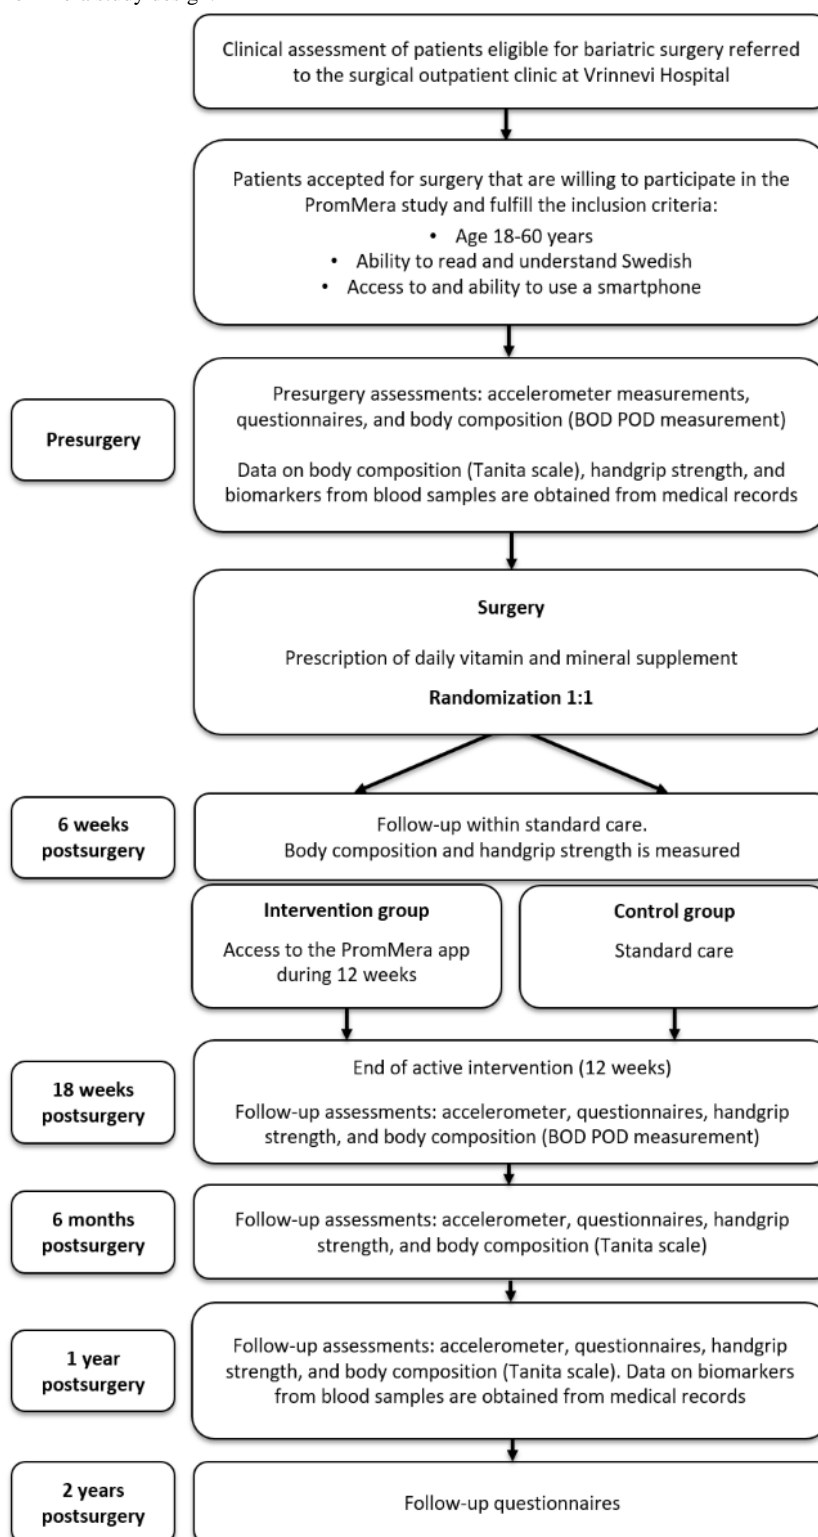 Clinical assessment of patients eligible for bariatric surgery referred
to the surgical outpatient clinic at Vrinnevi Hospital
Patients accepted for surgery that are willing to participate in the
PromMera study and fulfill the inclusion criteria:
• Age 18-60 years
• Ability to read and understand Swedish
• Access to and ability to use a smartphone
Presurgery
Presurgery assessments: accelerometer measurements,
questionnaires, and body composition (BOD POD measurement)
Data on body composition (Tanita scale), handgrip strength, and
biomarkers from blood samples are obtained from medical records
Surgery
Prescription of daily vitamin and mineral supplement
Randomization 1:1
6 weeks
postsurgery
Follow-up within standard care.
Body composition and handgrip strength is measured
Intervention group
Access to the PromMera app
during 12 weeks
Control group
Standard care
18 weeks
postsurgery
End of active intervention (12 weeks)
Follow-up assessments: accelerometer, questionnaires, handgrip
strength, and body composition (BOD POD measurement)
6 months
postsurgery
Follow-up assessments: accelerometer, questionnaires, handgrip
strength, and body composition (Tanita scale)
1 year
postsurgery
Follow-up assessments: accelerometer, questionnaires, handgrip
strength, and body composition (Tanita scale). Data on biomarkers
from blood samples are obtained from medical records
2 years
postsurgery
Follow-up questionnaires